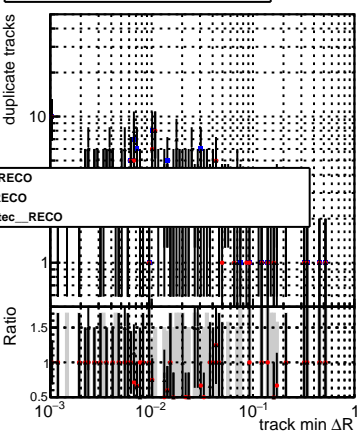 duplicate tracks
10
RECO
RECO
tec__RECO
1
Ratio
1.5
1
0.5
10⁻³ 10⁻² 10⁻¹ 1
track min ΔR